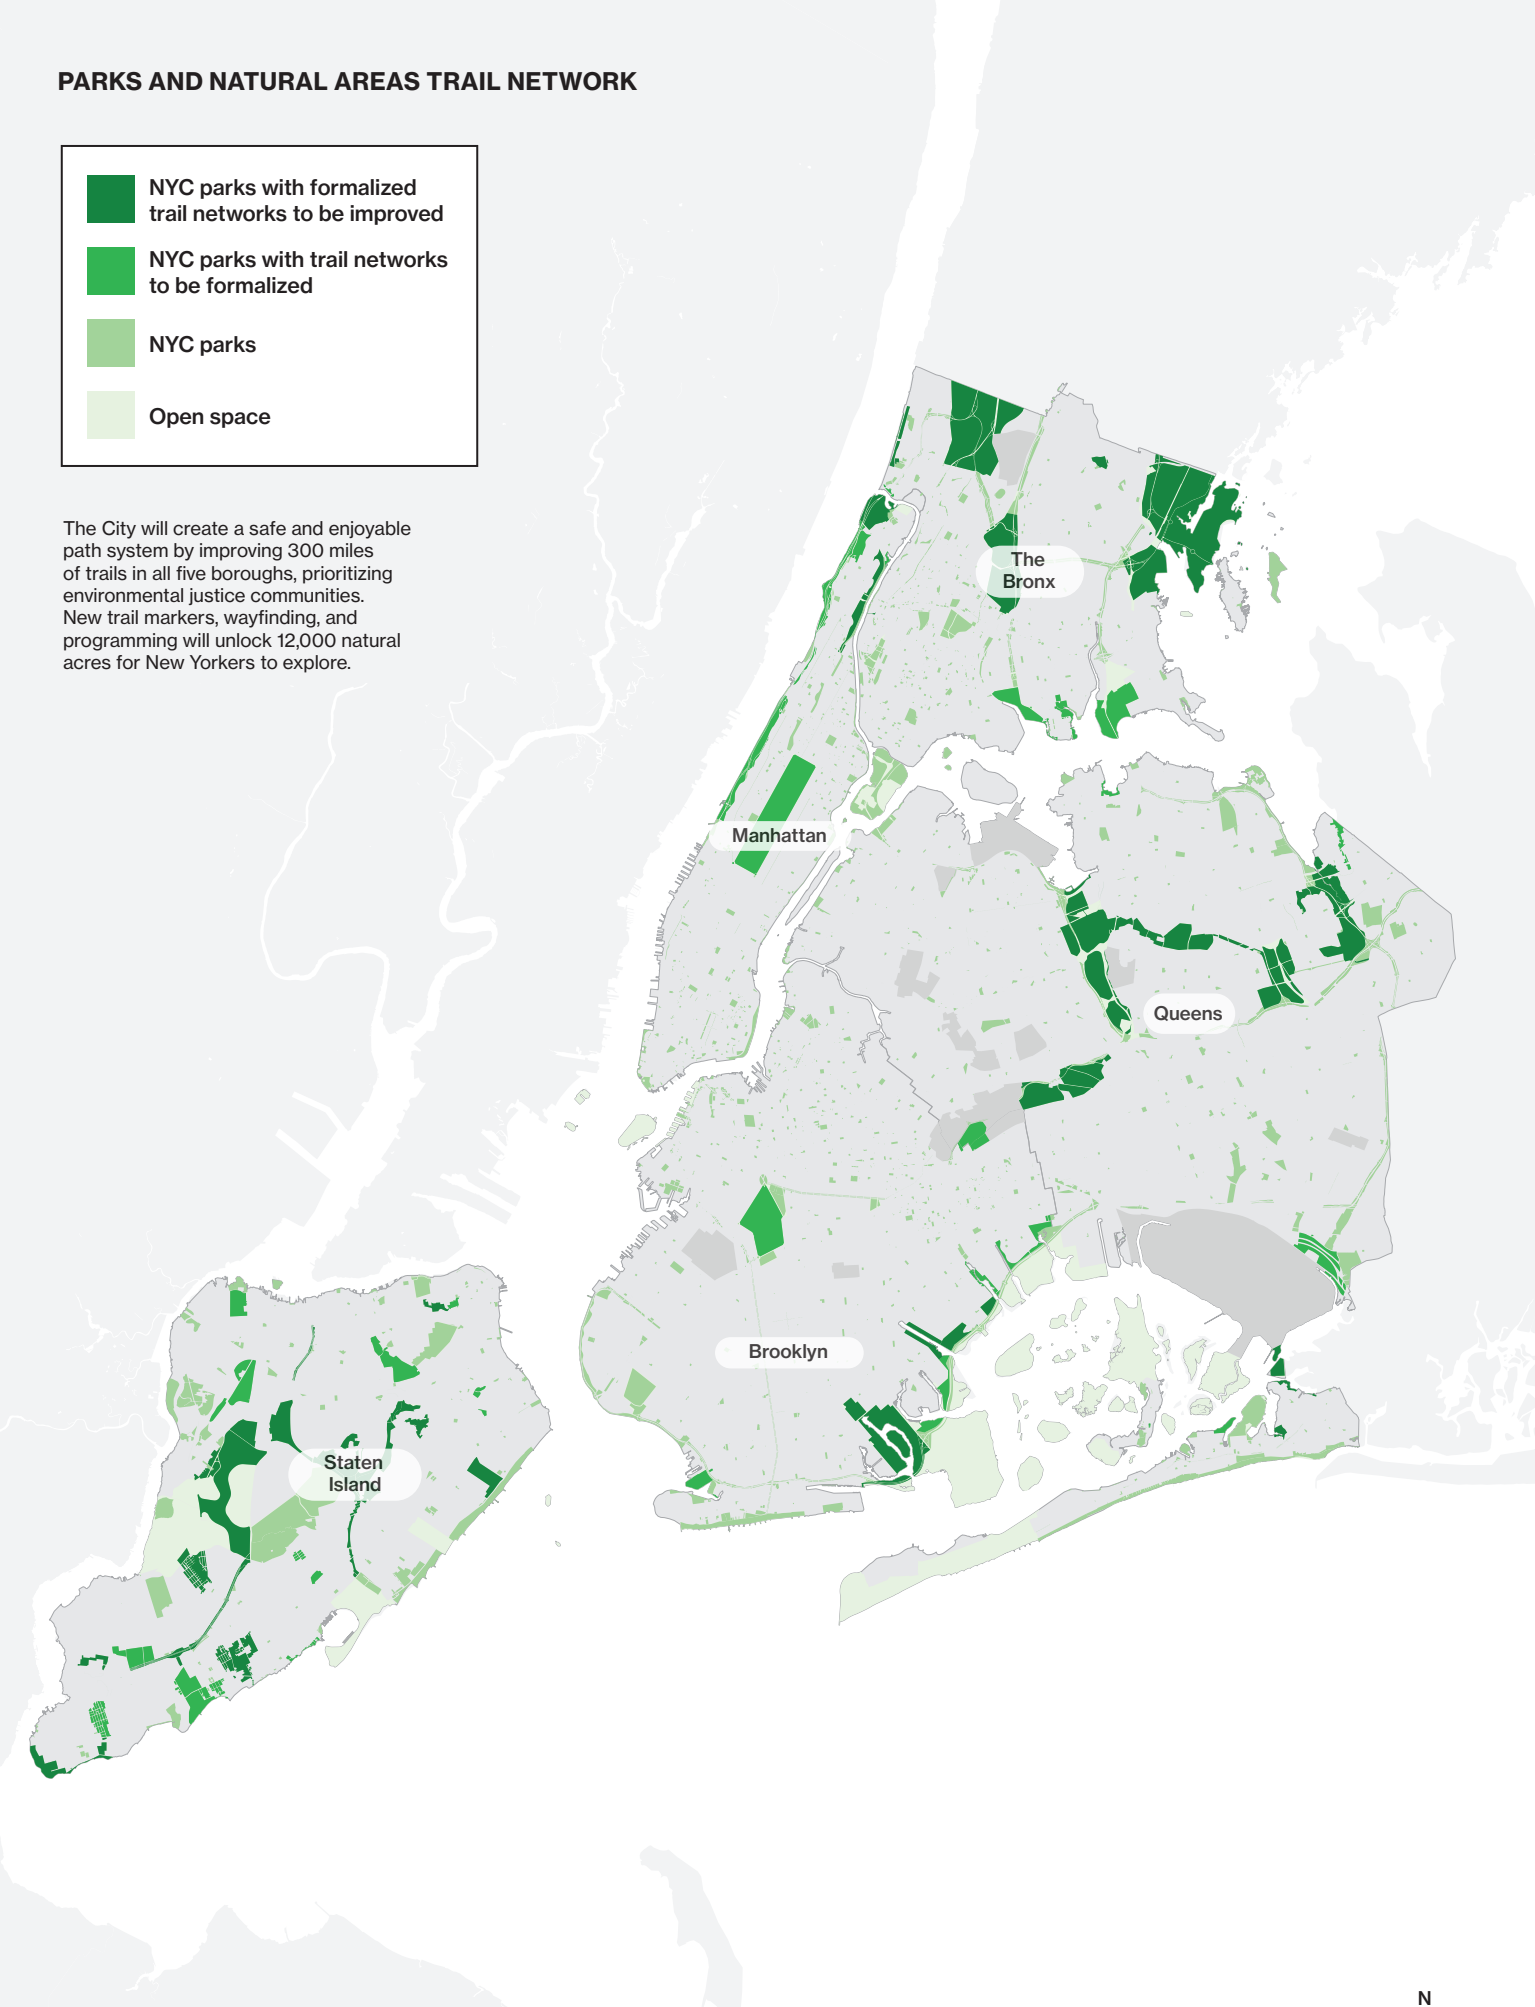 PARKS AND NATURAL AREAS TRAIL NETWORK
NYC parks with formalized
trail networks to be improved
NYC parks with trail networks
to be formalized
NYC parks
Open space
The City will create a safe and enjoyable
path system by improving 300 miles
of trails in all five boroughs, prioritizing
environmental justice communities.
New trail markers, wayfinding, and
programming will unlock 12,000 natural
acres for New Yorkers to explore.
The
Bronx
Manhattan
Queens
Brooklyn
Staten
Island
N